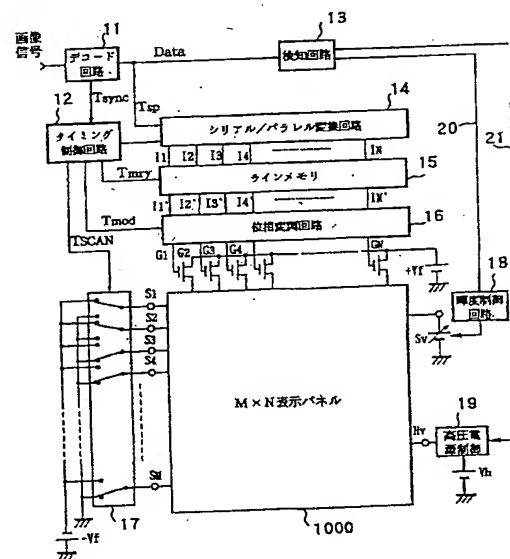 画像
信号
11
デコード
回路
Data
13
検知回路
12
Tsync
Tsp
タイミング
制御回路
14
シリアル/パラレル変換回路
20
21
I1 I2 I3 I4 IN
Tmry
ラインメモリ
15
I1' I2' I3' I4' IN'
Tmod
位相変調回路
16
TSCAN
G1 G2 G3 G4 GN
+Vf
18
輝度制御
回路
S1
S2
S3
S4
Sv
M×N表示パネル
19
Hv
高圧電
源制御部
Vh
SM
17
1000
-Vf